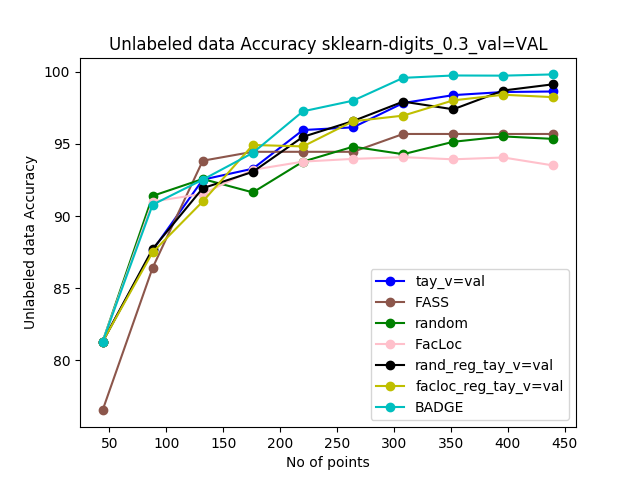 Unlabeled data Accuracy sklearn-digits_0.3_val=VAL
Unlabeled data Accuracy
100
95
90
85
80
tay_v=val
FASS
random
FacLoc
rand_reg_tay_v=val
facloc_reg_tay_v=val
BADGE
50 100 150 200 250 300 350 400 450
No of points